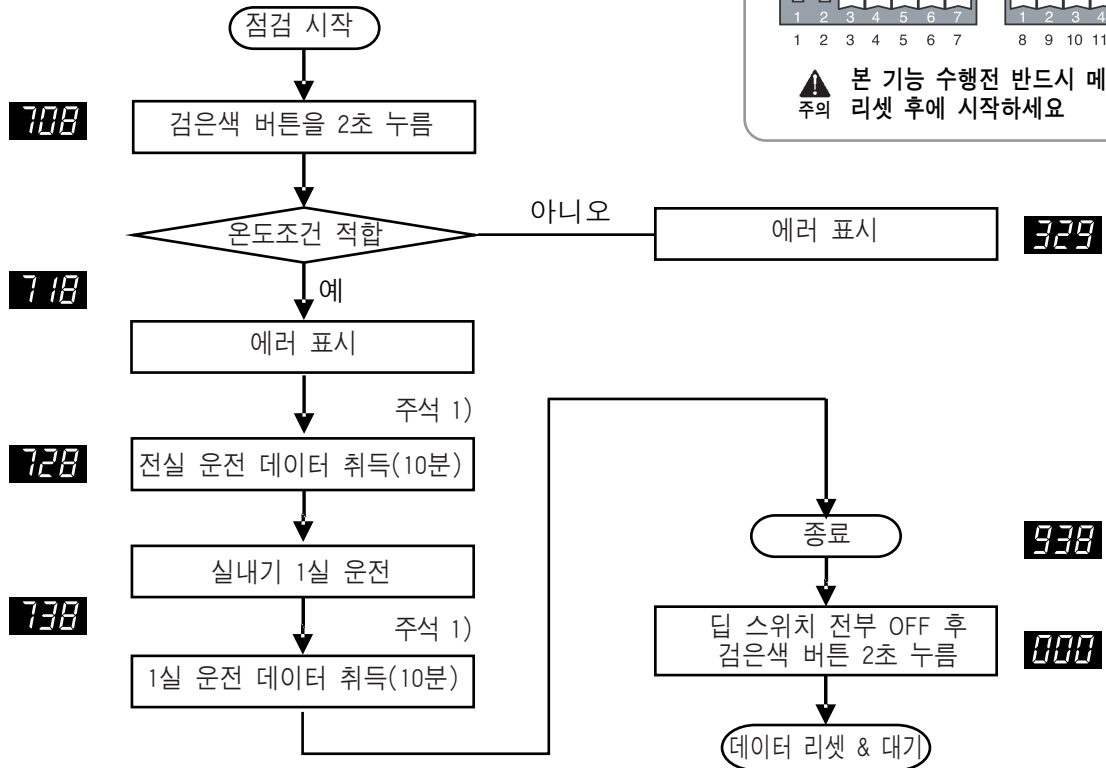 점검 시작
1 2 3 4 5 6 7
1 2 3 4
1 2 3 4 5 6 7
8 9 10 11
본 기능 수행전 반드시 메
주의 리셋 후에 시작하세요
708
검은색 버튼을 2초 누름
온도조건 적합
아니오
에러 표시
329
718
예
에러 표시
주석 1)
728
전실 운전 데이터 취득(10분)
종료
938
실내기 1실 운전
738
주석 1)
딥 스위치 전부 OFF 후
검은색 버튼 2초 누름
000
1실 운전 데이터 취득(10분)
데이터 리셋 & 대기